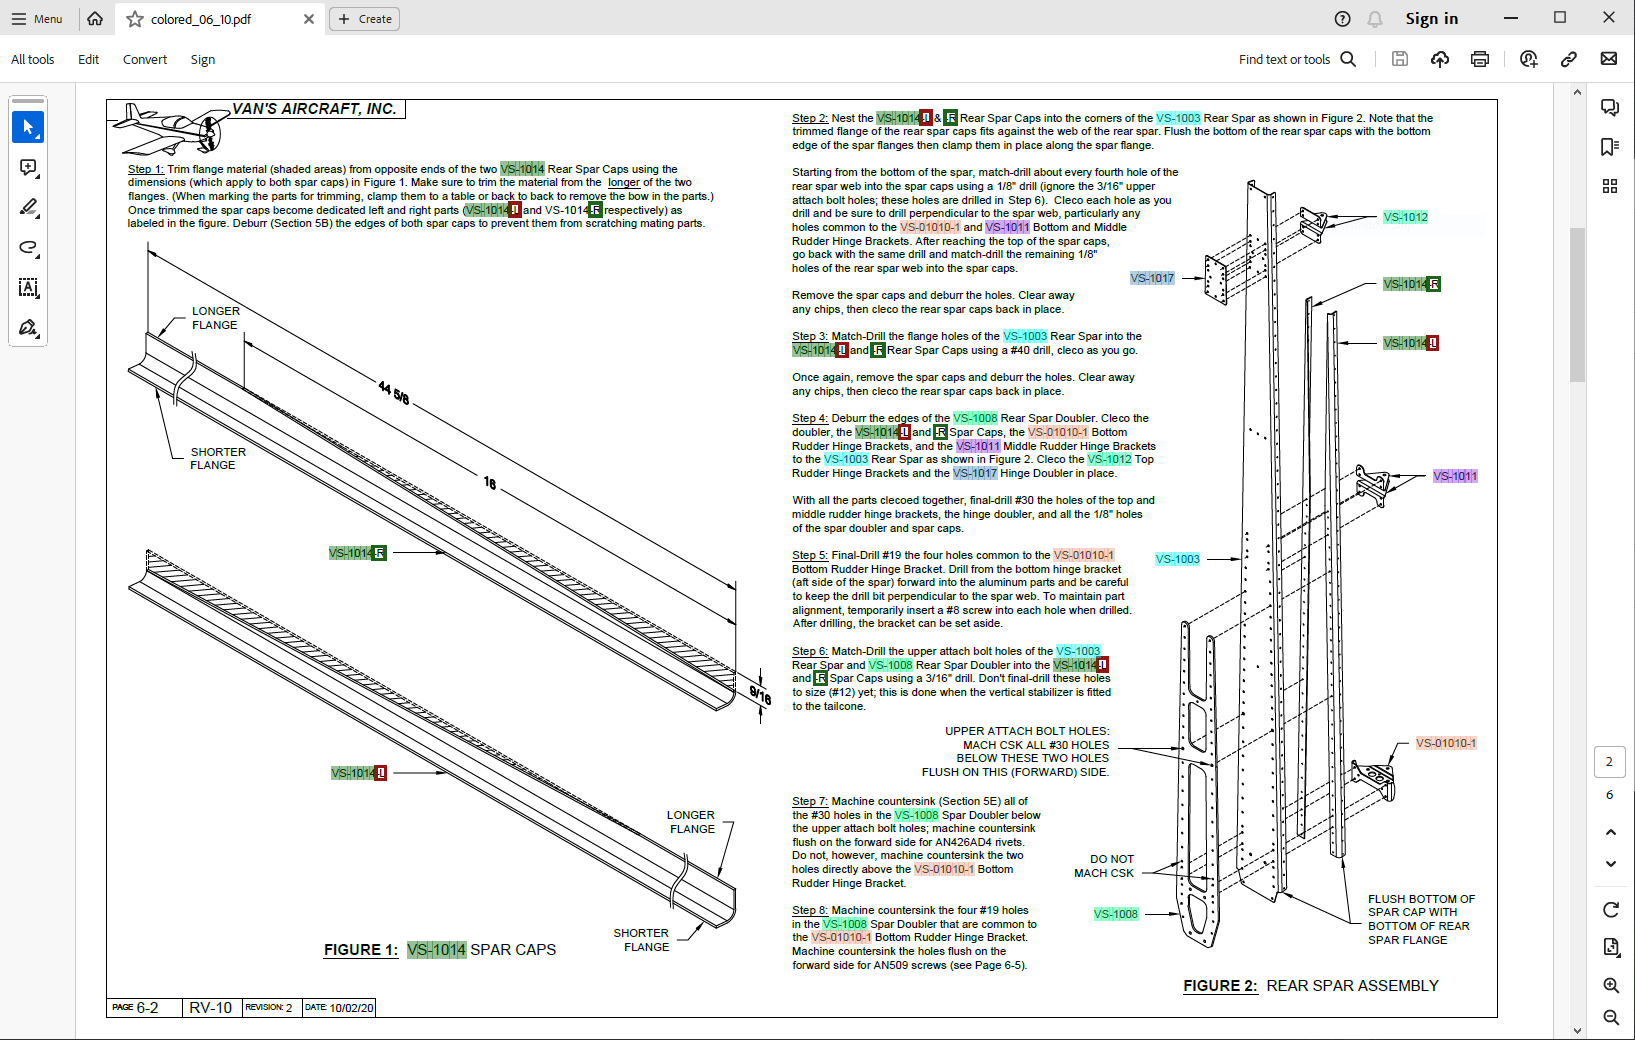 Menu
colored_06_10.pdf
Create
Sign in
All tools
Edit
Convert
Sign
Find text or tools
VAN'S AIRCRAFT, INC.
Step 1: Trim flange material (shaded areas) from opposite ends of the two VS-1014 Rear Spar Caps using the
dimensions (which apply to both spar caps) in Figure 1. Make sure to trim the material from the longer of the two
flanges. (When marking the parts for trimming, clamp them to a table or back to back to remove the bow in the parts.)
Once trimmed the spar caps become dedicated left and right parts (VS-1014-L and VS-1014-R respectively) as
labeled in the figure. Deburr (Section 5B) the edges of both spar caps to prevent them from scratching mating parts.
LONGER
FLANGE
44 5/8
SHORTER
FLANGE
16
VS-1014-R
9/16
VS-1014-L
LONGER
FLANGE
SHORTER
FLANGE
FIGURE 1: VS-1014 SPAR CAPS
Step 2: Nest the VS-1014-L & -R Rear Spar Caps into the corners of the VS-1003 Rear Spar as shown in Figure 2. Note that the
trimmed flange of the rear spar caps fits against the web of the rear spar. Flush the bottom of the rear spar caps with the bottom
edge of the spar flanges then clamp them in place along the spar flange.
Starting from the bottom of the spar, match-drill about every fourth hole of the
rear spar web into the spar caps using a 1/8" drill (ignore the 3/16" upper
attach bolt holes; these holes are drilled in Step 6). Cleco each hole as you
drill and be sure to drill perpendicular to the spar web, particularly any
holes common to the VS-01010-1 and VS-1011 Bottom and Middle
Rudder Hinge Brackets. After reaching the top of the spar caps,
go back with the same drill and match-drill the remaining 1/8"
holes of the rear spar web into the spar caps.
Remove the spar caps and deburr the holes. Clear away
any chips, then cleco the rear spar caps back in place.
Step 3: Match-Drill the flange holes of the VS-1003 Rear Spar into the
VS-1014-L and -R Rear Spar Caps using a #40 drill, cleco as you go.
Once again, remove the spar caps and deburr the holes. Clear away
any chips, then cleco the rear spar caps back in place.
Step 4: Deburr the edges of the VS-1008 Rear Spar Doubler. Cleco the
doubler, the VS-1014-L and -R Spar Caps, the VS-01010-1 Bottom
Rudder Hinge Brackets, and the VS-1011 Middle Rudder Hinge Brackets
to the VS-1003 Rear Spar as shown in Figure 2. Cleco the VS-1012 Top
Rudder Hinge Brackets and the VS-1017 Hinge Doubler in place.
With all the parts clecoed together, final-drill #30 the holes of the top and
middle rudder hinge brackets, the hinge doubler, and all the 1/8" holes
of the spar doubler and spar caps.
Step 5: Final-Drill #19 the four holes common to the VS-01010-1
Bottom Rudder Hinge Bracket. Drill from the bottom hinge bracket
(aft side of the spar) forward into the aluminum parts and be careful
to keep the drill bit perpendicular to the spar web. To maintain part
alignment, temporarily insert a #8 screw into each hole when drilled.
After drilling, the bracket can be set aside.
Step 6: Match-Drill the upper attach bolt holes of the VS-1003
Rear Spar and VS-1008 Rear Spar Doubler into the VS-1014-L
and -R Spar Caps using a 3/16" drill. Don't final-drill these holes
to size (#12) yet; this is done when the vertical stabilizer is fitted
to the tailcone.
UPPER ATTACH BOLT HOLES:
MACH CSK ALL #30 HOLES
BELOW THESE TWO HOLES
FLUSH ON THIS (FORWARD) SIDE.
Step 7: Machine countersink (Section 5E) all of
the #30 holes in the VS-1008 Spar Doubler below
the upper attach bolt holes; machine countersink
flush on the forward side for AN426AD4 rivets.
Do not, however, machine countersink the two
holes directly above the VS-01010-1 Bottom
Rudder Hinge Bracket.
Step 8: Machine countersink the four #19 holes
in the VS-1008 Spar Doubler that are common to
the VS-01010-1 Bottom Rudder Hinge Bracket.
Machine countersink the holes flush on the
forward side for AN509 screws (see Page 6-5).
VS-1012
VS-1017
VS-1014-R
VS-1014-L
VS-1011
VS-1003
VS-01010-1
DO NOT
MACH CSK
VS-1008
FLUSH BOTTOM OF
SPAR CAP WITH
BOTTOM OF REAR
SPAR FLANGE
FIGURE 2: REAR SPAR ASSEMBLY
PAGE 6-2
RV-10
REVISION: 2
DATE: 10/02/20
2
6